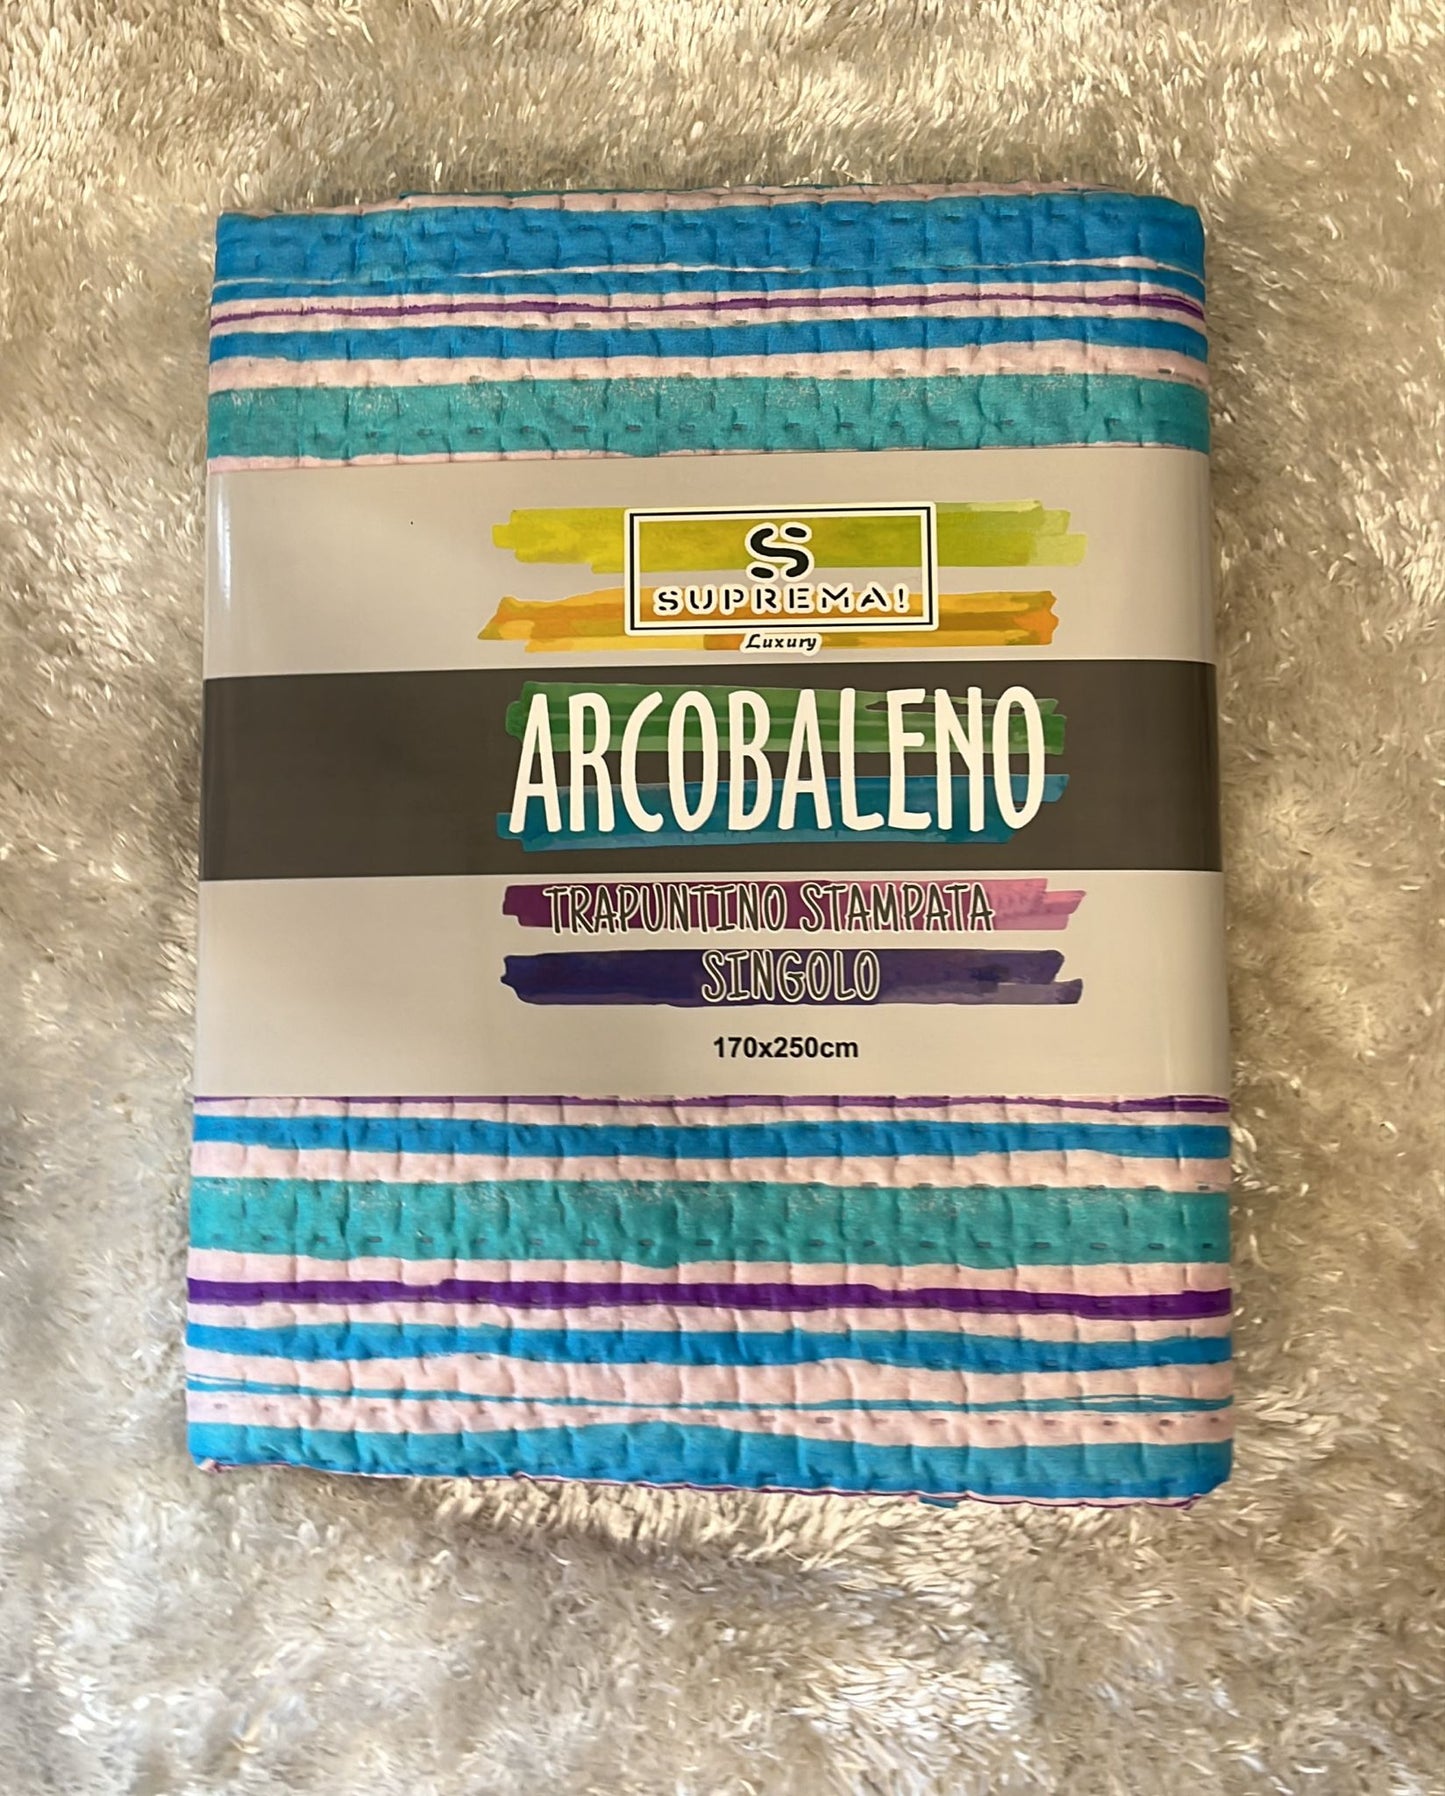 S
SUPREMA!
Luxury
ARCOBALENO
TRAPUNTINO STAMPATA
SINGOLO
170x250cm